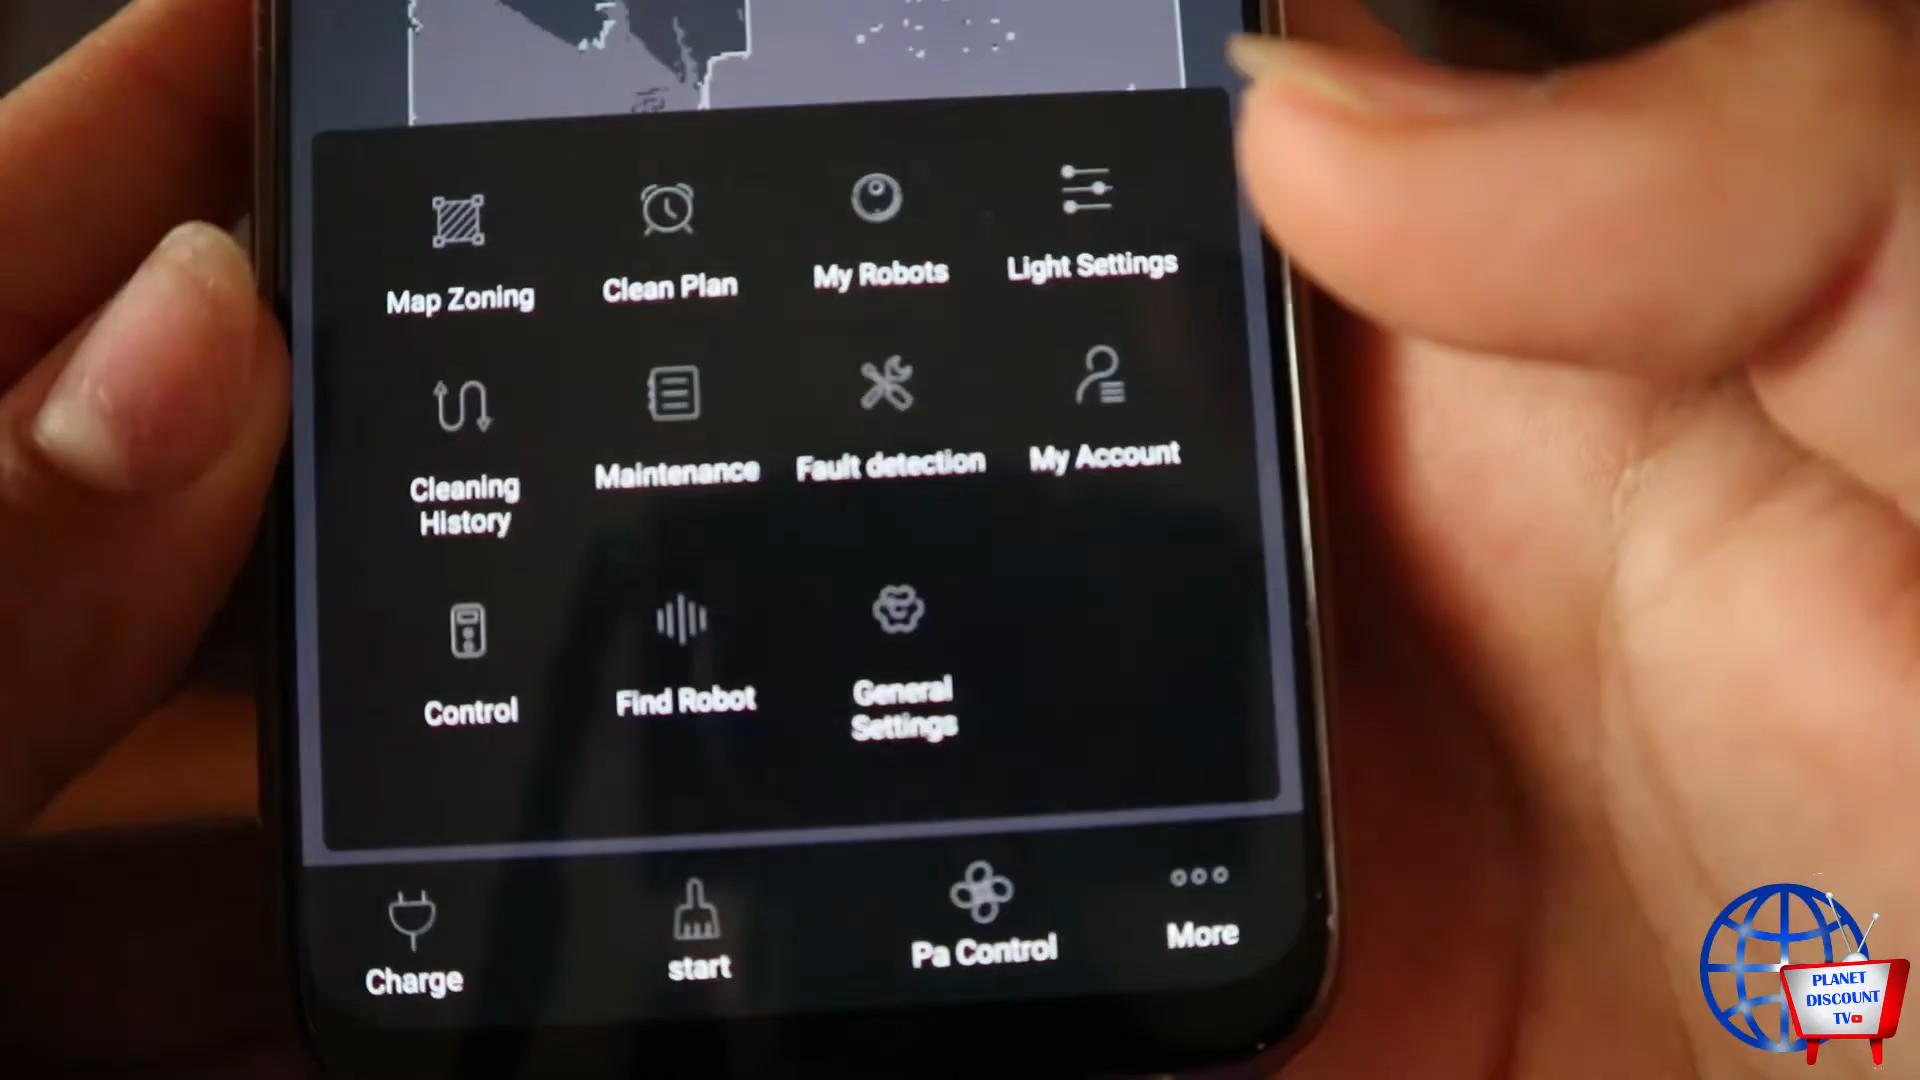 Map Zoning
Clean Plan
My Robots
Light Settings
Cleaning
History
Maintenance
Fault detection
My Account
Control
Find Robot
General
Settings
Charge
start
Pa Control
More
PLANET
DISCOUNT
TV